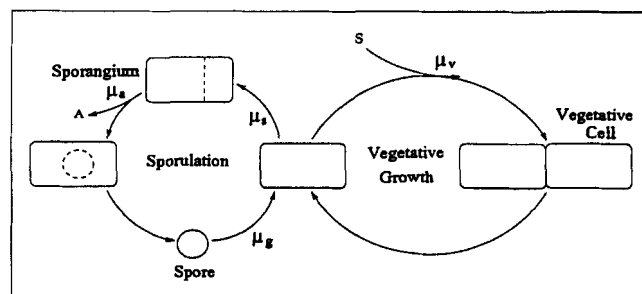 S
μv
Sporangium
μa
A
μs
Vegetative
Cell
Sporulation
Vegetative
Growth
μg
Spore